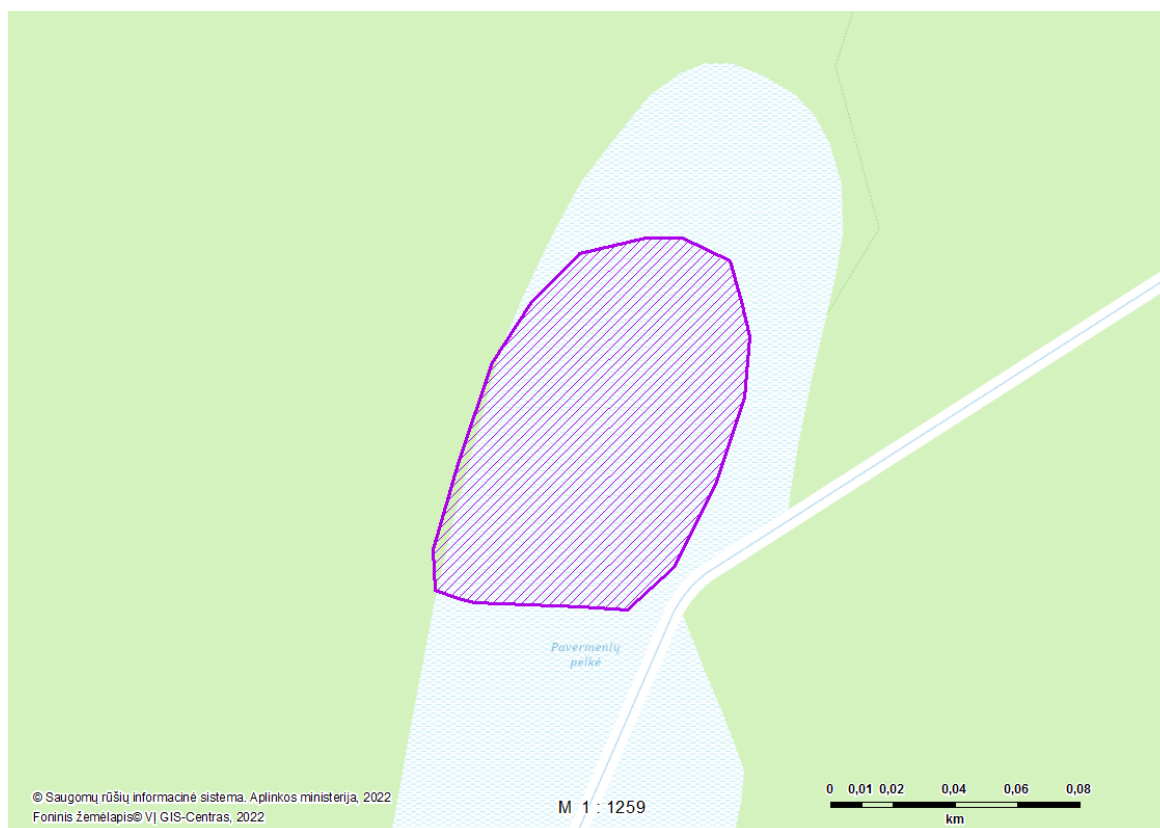 Pavermenių
pelkė
© Saugomų rūšių informacinė sistema. Aplinkos ministerija, 2022
Foninis žemėlapis© VĮ GIS-Centras, 2022
M 1 : 1259
0 0,01 0,02 0,04 0,06 0,08
km